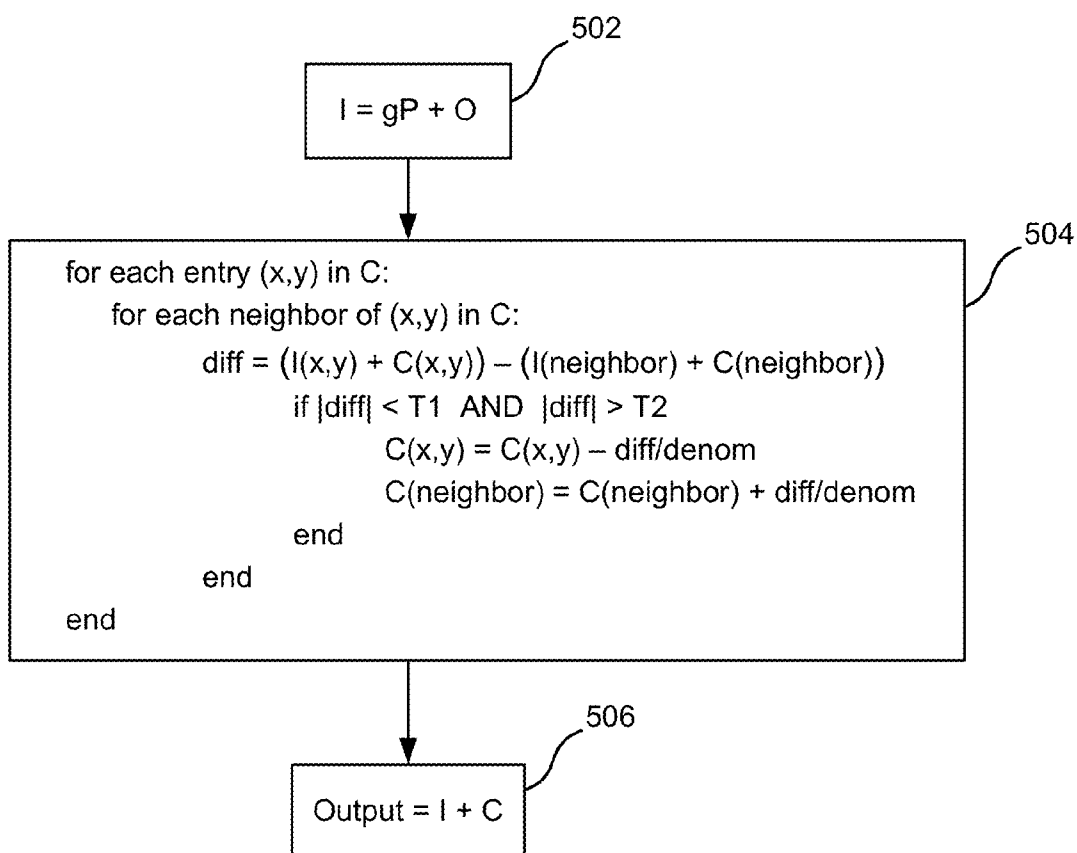 502
I = gP + O
504
for each entry (x,y) in C:
for each neighbor of (x,y) in C:
diff = (I(x,y) + C(x,y)) – (I(neighbor) + C(neighbor))
if |diff| < T1 AND |diff| > T2
C(x,y) = C(x,y) – diff/denom
C(neighbor) = C(neighbor) + diff/denom
end
end
end
506
Output = I + C